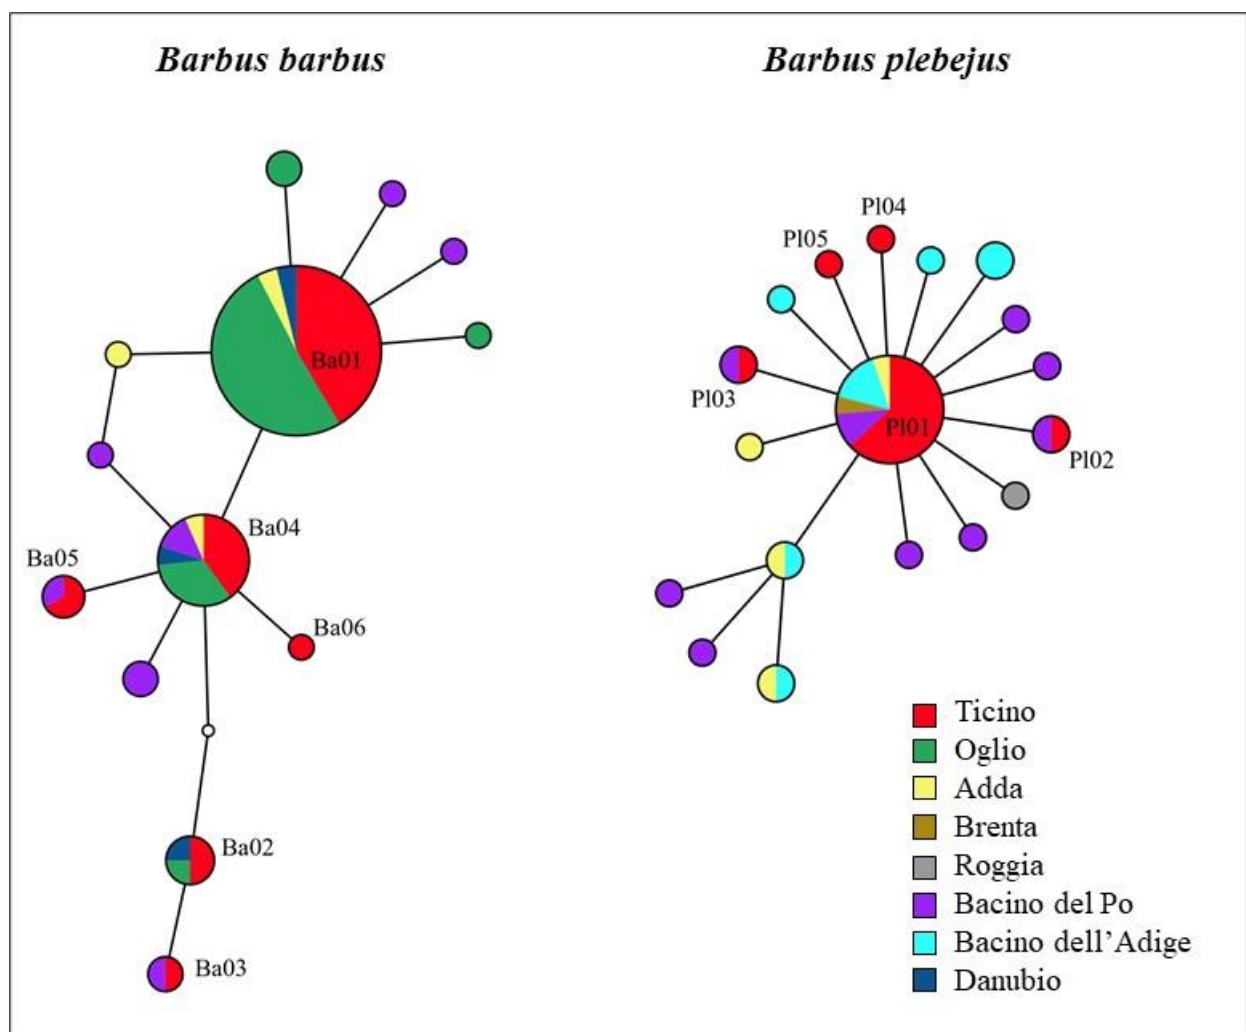 Barbus barbus
Barbus plebejus
Pl04
Pl05
Ba01
Pl03
Pl01
Pl02
Ba04
Ba05
Ba06
Ba02
Ba03
Ticino
Oglio
Adda
Brenta
Roggia
Bacino del Po
Bacino dell’Adige
Danubio